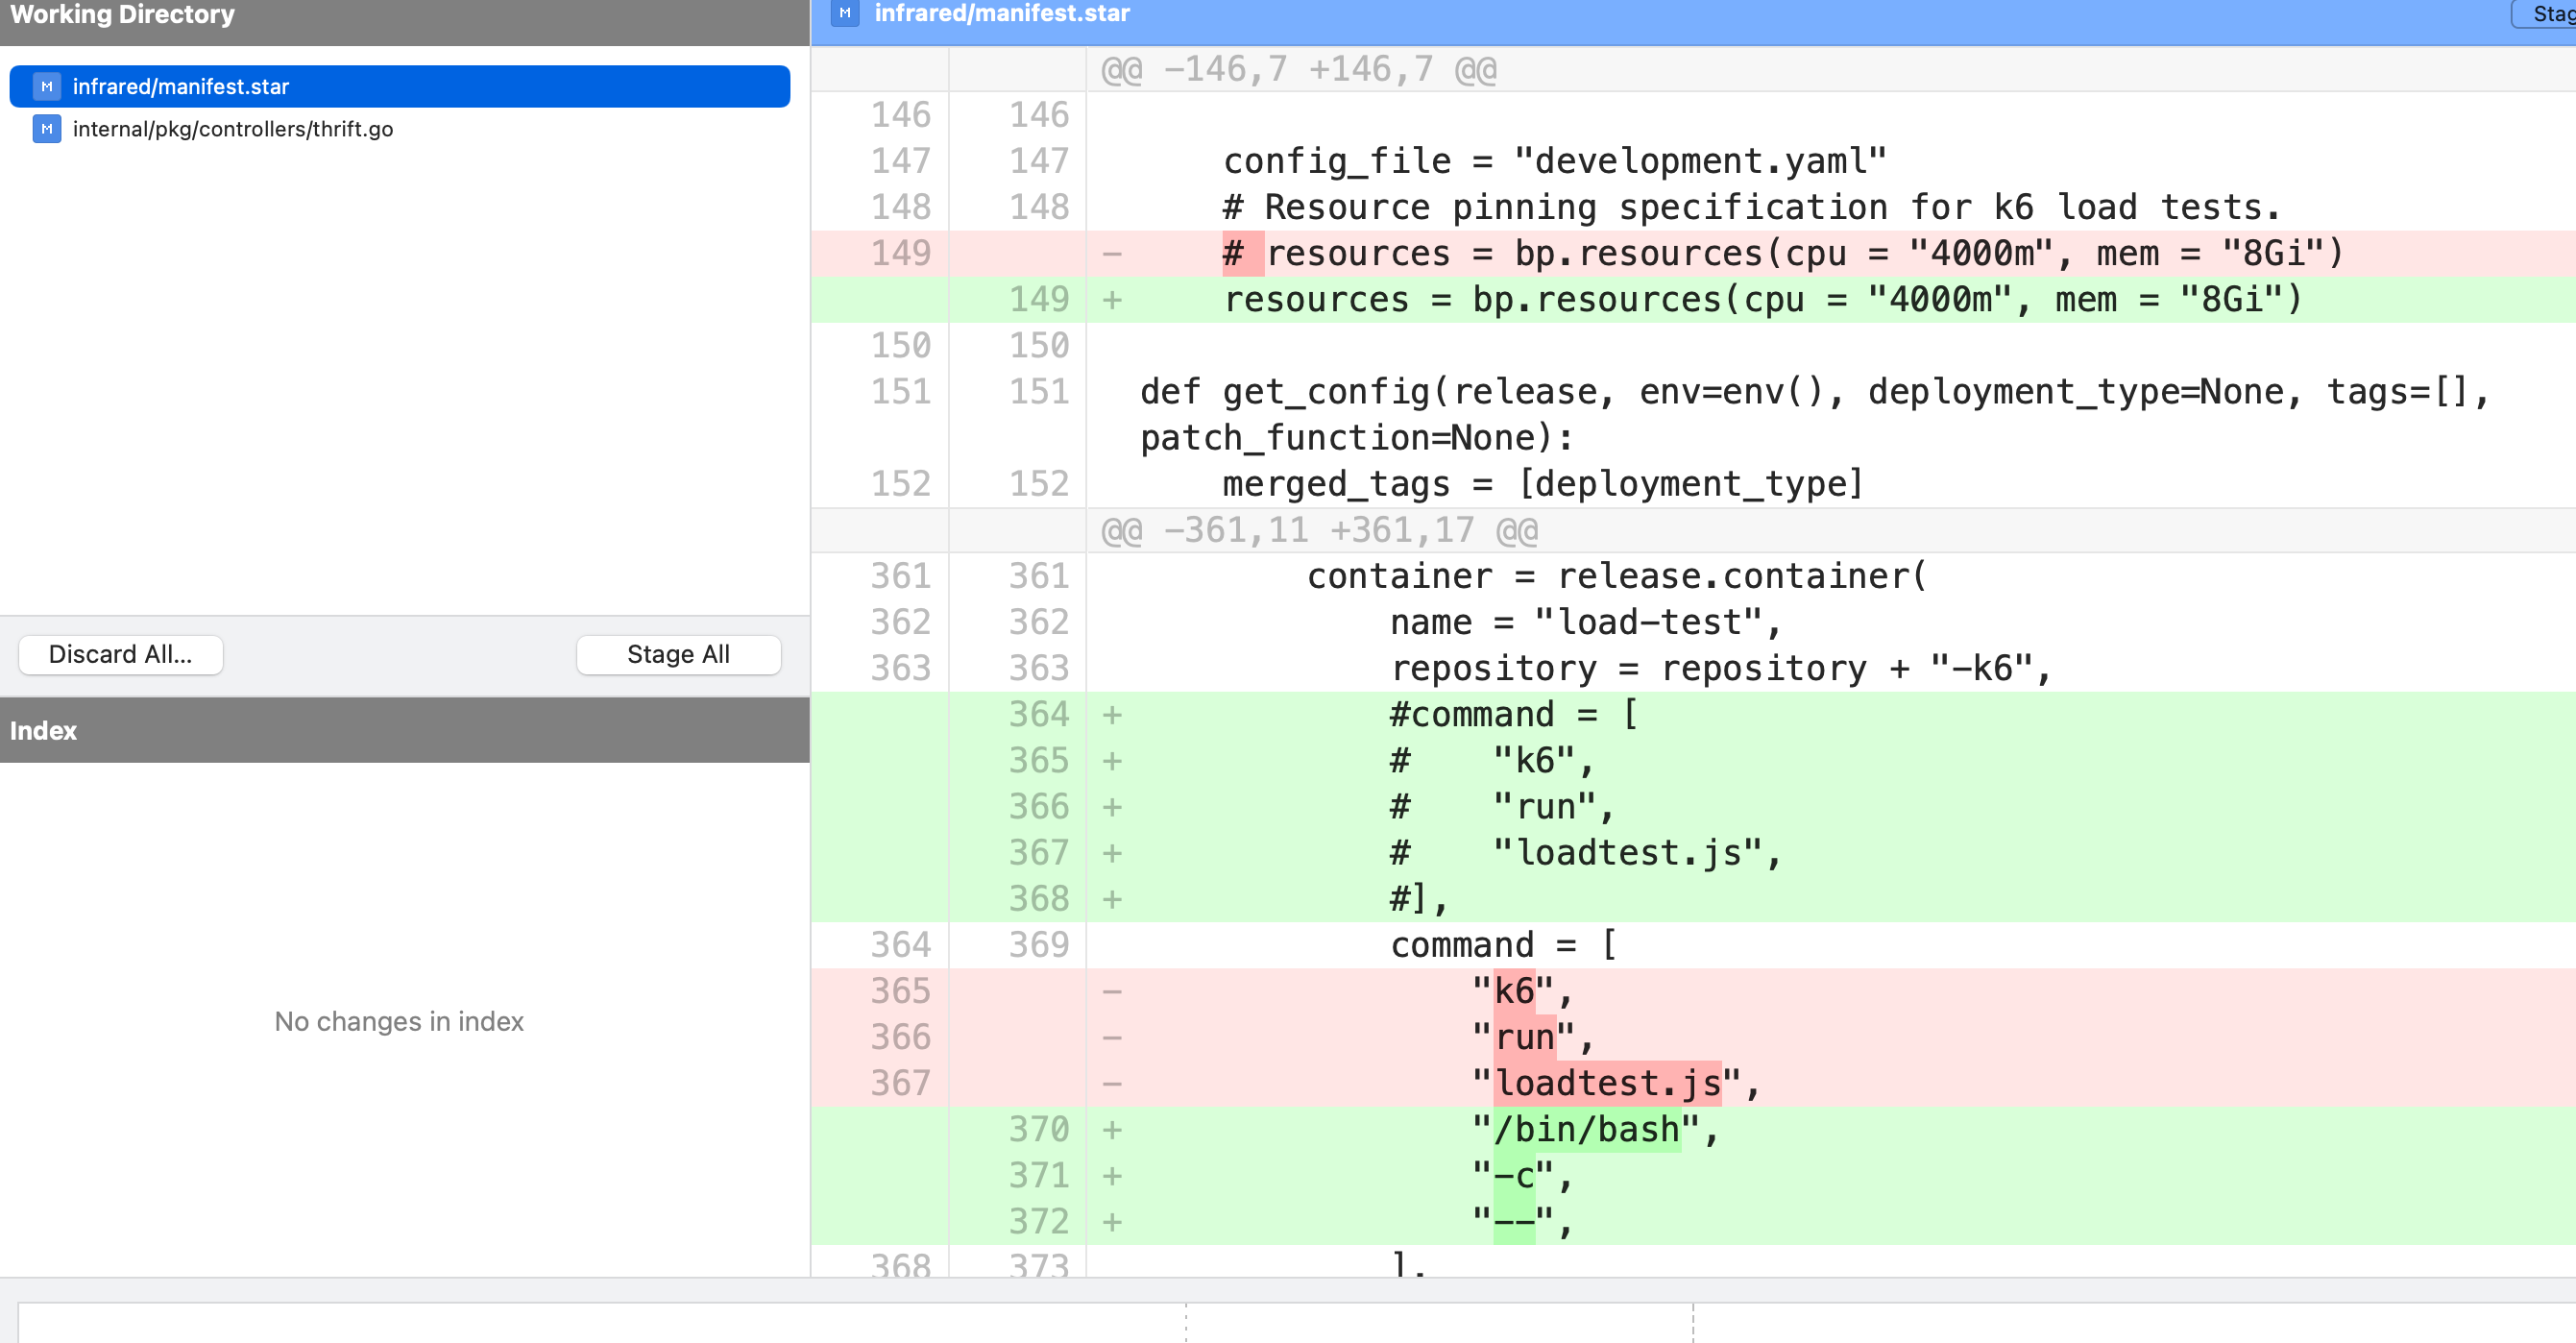 Working Directory
M infrared/manifest.star
M internal/pkg/controllers/thrift.go
Discard All...
Stage All
Index
No changes in index
M infrared/manifest.star
@@ -146,7 +146,7 @@
146 146
147 147     config_file = "development.yaml"
148 148     # Resource pinning specification for k6 load tests.
149 -     # resources = bp.resources(cpu = "4000m", mem = "8Gi")
149 +     resources = bp.resources(cpu = "4000m", mem = "8Gi")
150 150
151 151 def get_config(release, env=env(), deployment_type=None, tags=[],
patch_function=None):
152 152     merged_tags = [deployment_type]
@@ -361,11 +361,17 @@
361 361         container = release.container(
362 362             name = "load-test",
363 363             repository = repository + "-k6",
364 +             #command = [
365 +             #    "k6",
366 +             #    "run",
367 +             #    "loadtest.js",
368 +             #],
364 369             command = [
365 -                 "k6",
366 -                 "run",
367 -                 "loadtest.js",
370 +                 "/bin/bash",
371 +                 "-c",
372 +                 "--",
368 373             ],